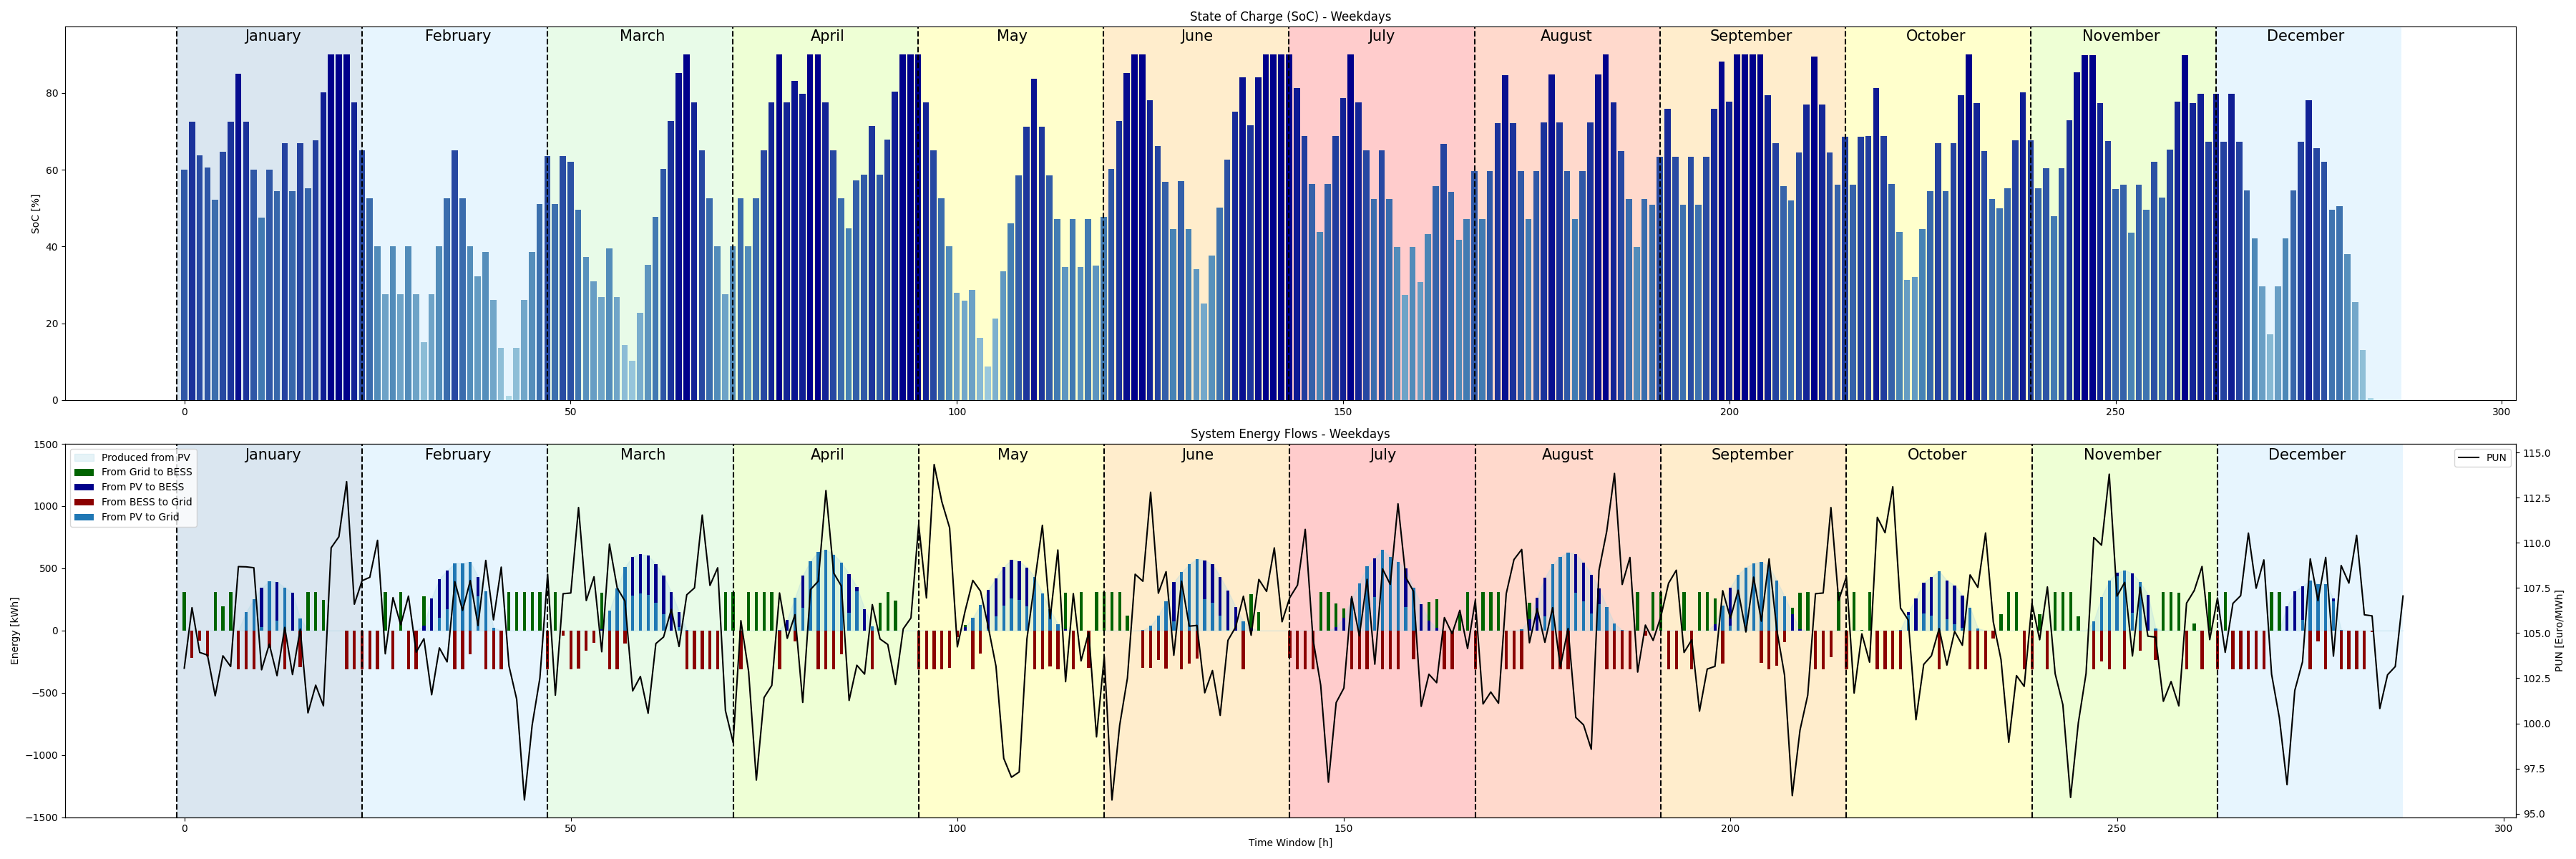 State of Charge (SoC) - Weekdays
January February March April May June July August September October November December
SoC [%]
80
60
40
20
0
0 50 100 150 200 250 300
System Energy Flows - Weekdays
January February March April May June July August September October November December
Produced from PV
From Grid to BESS
From PV to BESS
From BESS to Grid
From PV to Grid
PUN
Energy [kWh]
1500
1000
500
0
−500
−1000
−1500
PUN [Euro/MWh]
115.0
112.5
110.0
107.5
105.0
102.5
100.0
97.5
95.0
0 50 100 150 200 250 300
Time Window [h]